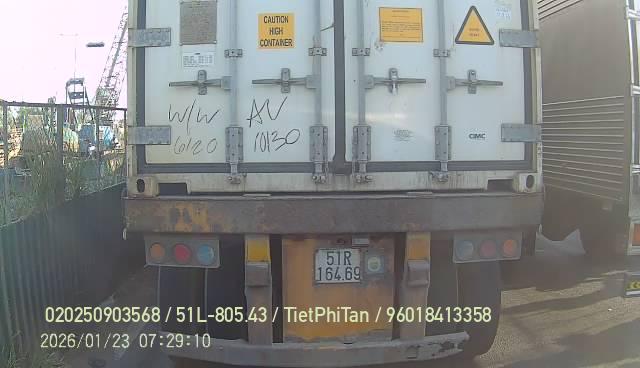 CAUTION
HIGH
CONTAINER
W/W
6120
AV
10130
CIMC
51R
164.69
020250903568 / 51L-805.43 / TietPhiTan / 96018413358
2026/01/23 07:29:10